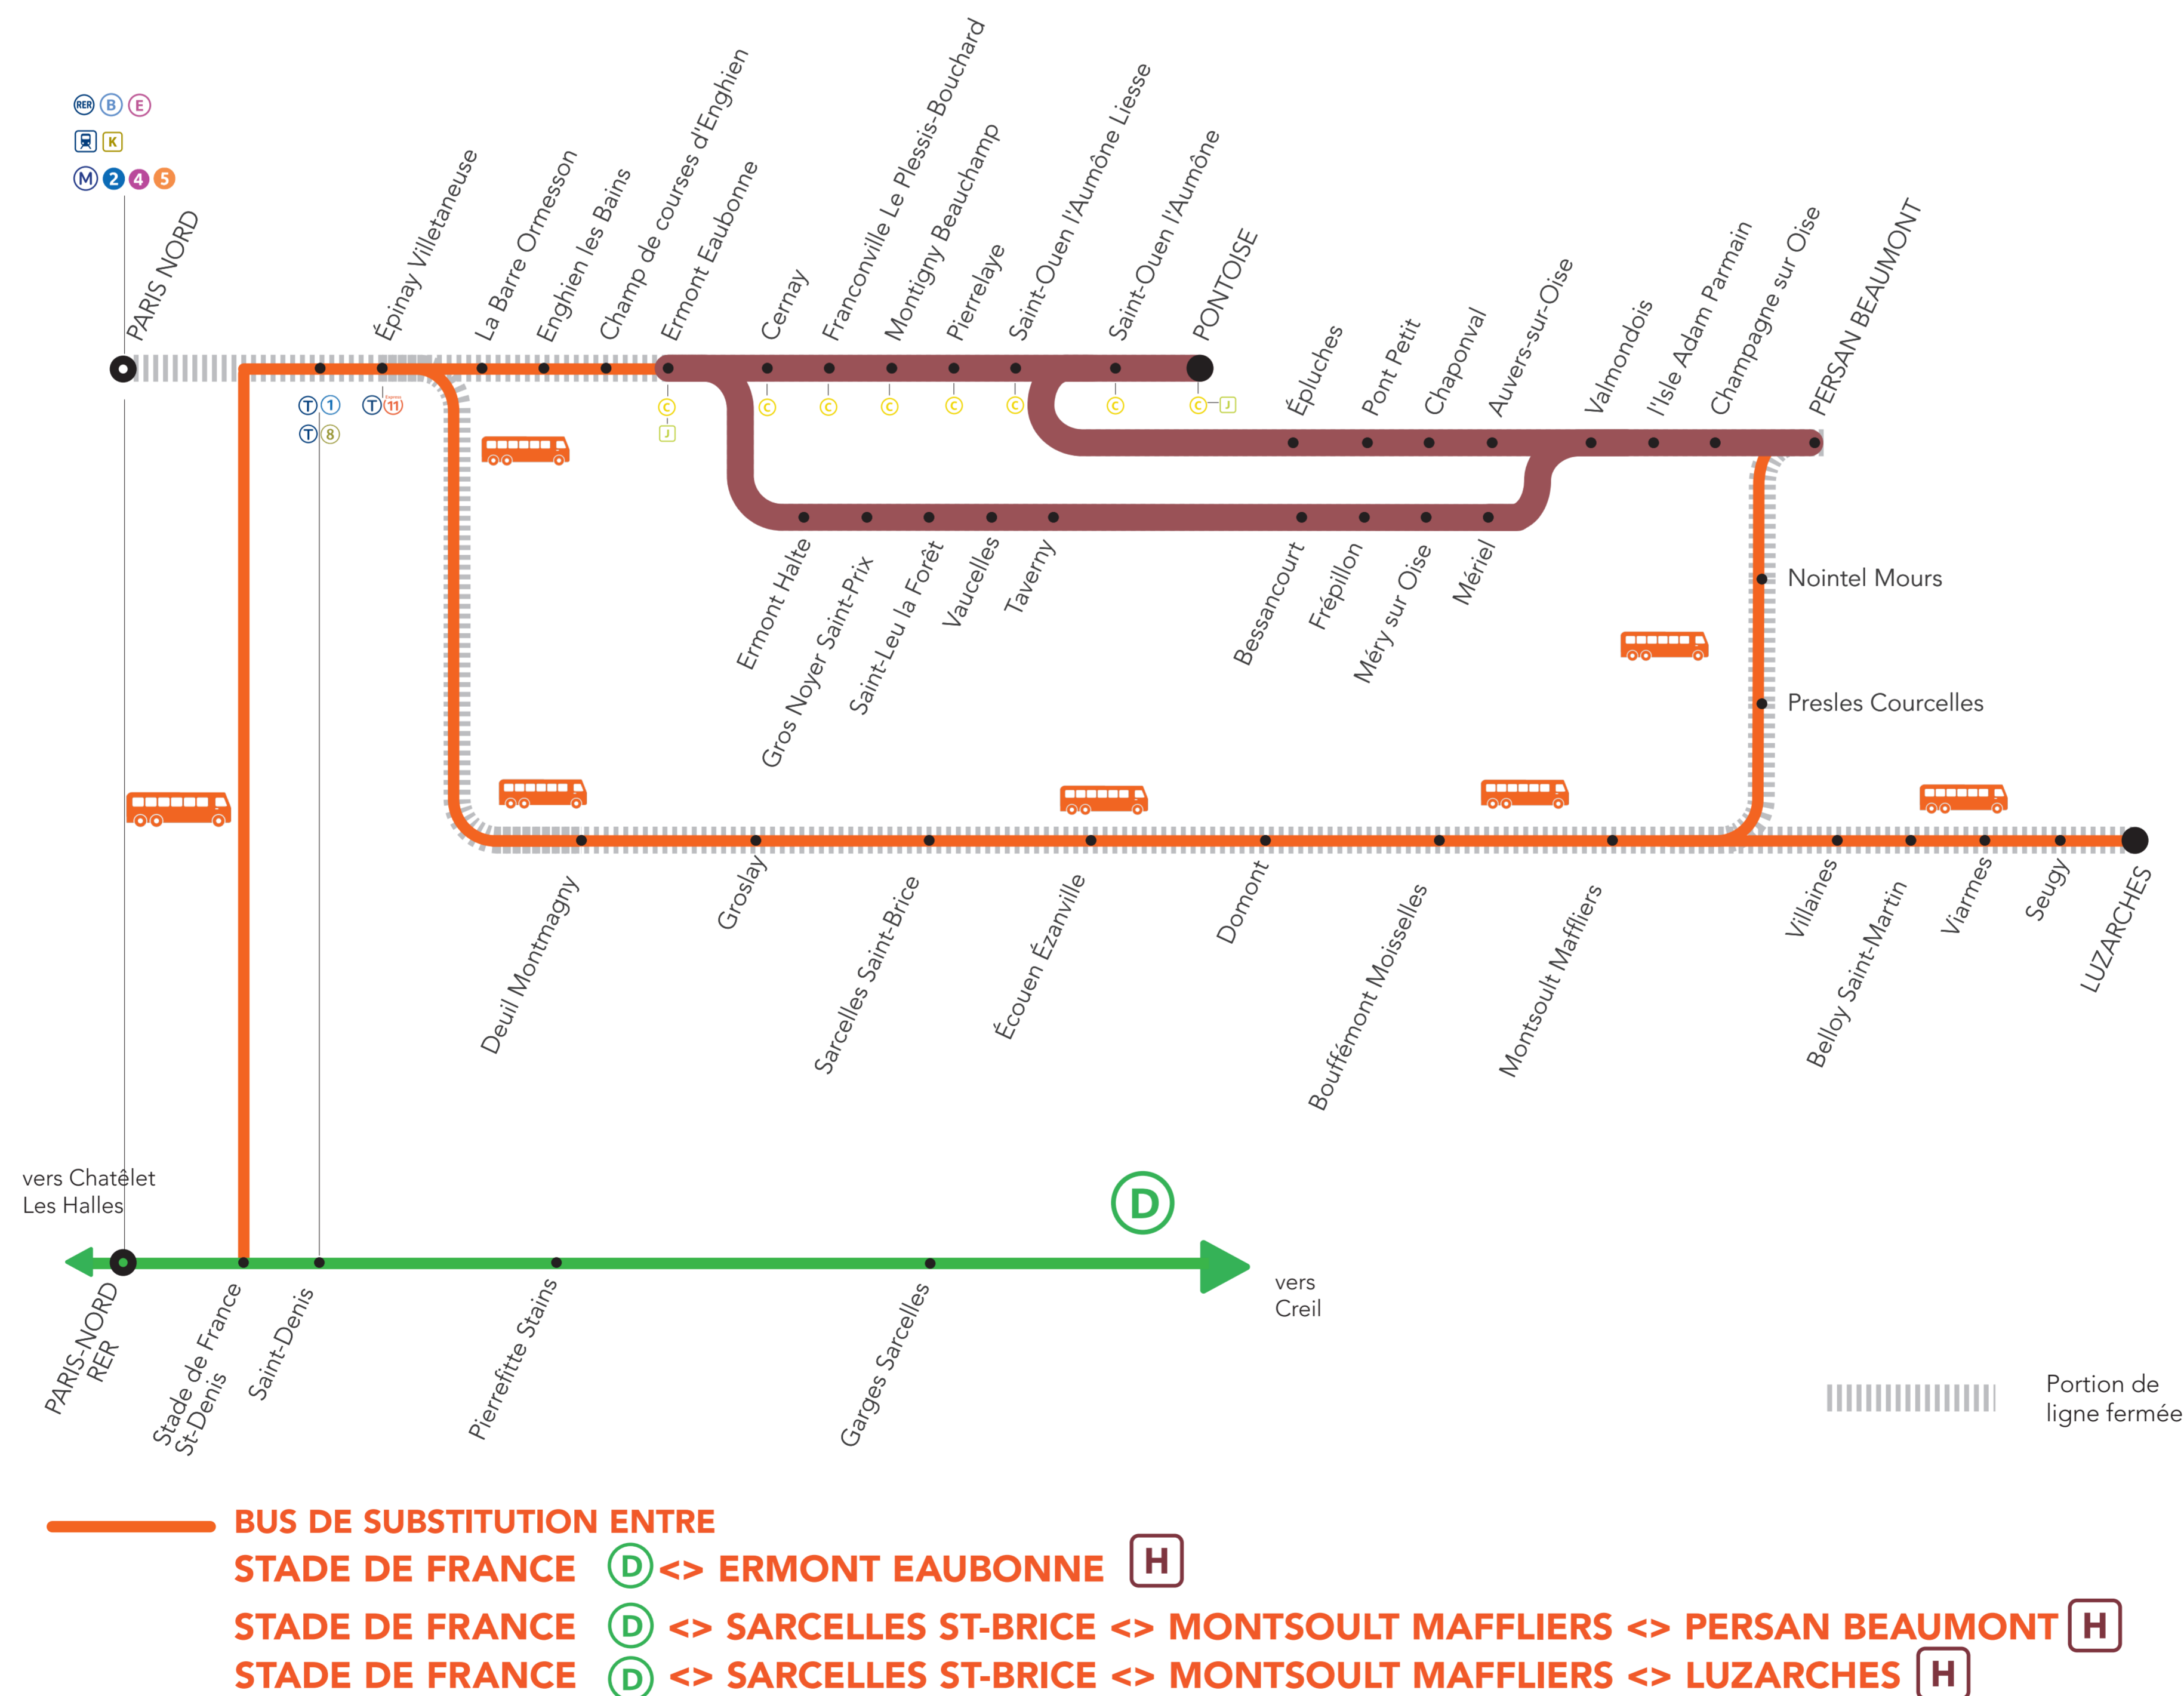 RER B E
K
M 2 4 5
PARIS NORD
Épinay Villetaneuse
La Barre Ormesson
Enghien les Bains
Champ de courses d'Enghien
Ermont Eaubonne
Cernay
Franconville Le Plessis-Bouchard
Montigny Beauchamp
Pierrelaye
Saint-Ouen l'Aumône Liesse
Saint-Ouen l'Aumône
PONTOISE
Épluches
Pont Petit
Chaponval
Auvers-sur-Oise
Valmondois
l'Isle Adam Parmain
Champagne sur Oise
PERSAN BEAUMONT
T 1
T 8
T 11
C
J
C
C
C
C
C
C
C J
Ermont Halte
Gros Noyer Saint-Prix
Saint-Leu la Forêt
Vaucelles
Taverny
Bessancourt
Frépillon
Méry sur Oise
Mériel
Nointel Mours
Presles Courcelles
Deuil Montmagny
Groslay
Sarcelles Saint-Brice
Écouen Ézanville
Domont
Bouffémont Moisselles
Montsoult Maffliers
Villaines
Belloy Saint-Martin
Viarmes
Seugy
LUZARCHES
vers Chatêlet
Les Halles
D
PARIS-NORD
RER
Stade de France
St-Denis
Saint-Denis
Pierrefitte Stains
Garges Sarcelles
vers
Creil
Portion de
ligne fermée
BUS DE SUBSTITUTION ENTRE
STADE DE FRANCE D <> ERMONT EAUBONNE H
STADE DE FRANCE D <> SARCELLES ST-BRICE <> MONTSOULT MAFFLIERS <> PERSAN BEAUMONT H
STADE DE FRANCE D <> SARCELLES ST-BRICE <> MONTSOULT MAFFLIERS <> LUZARCHES H